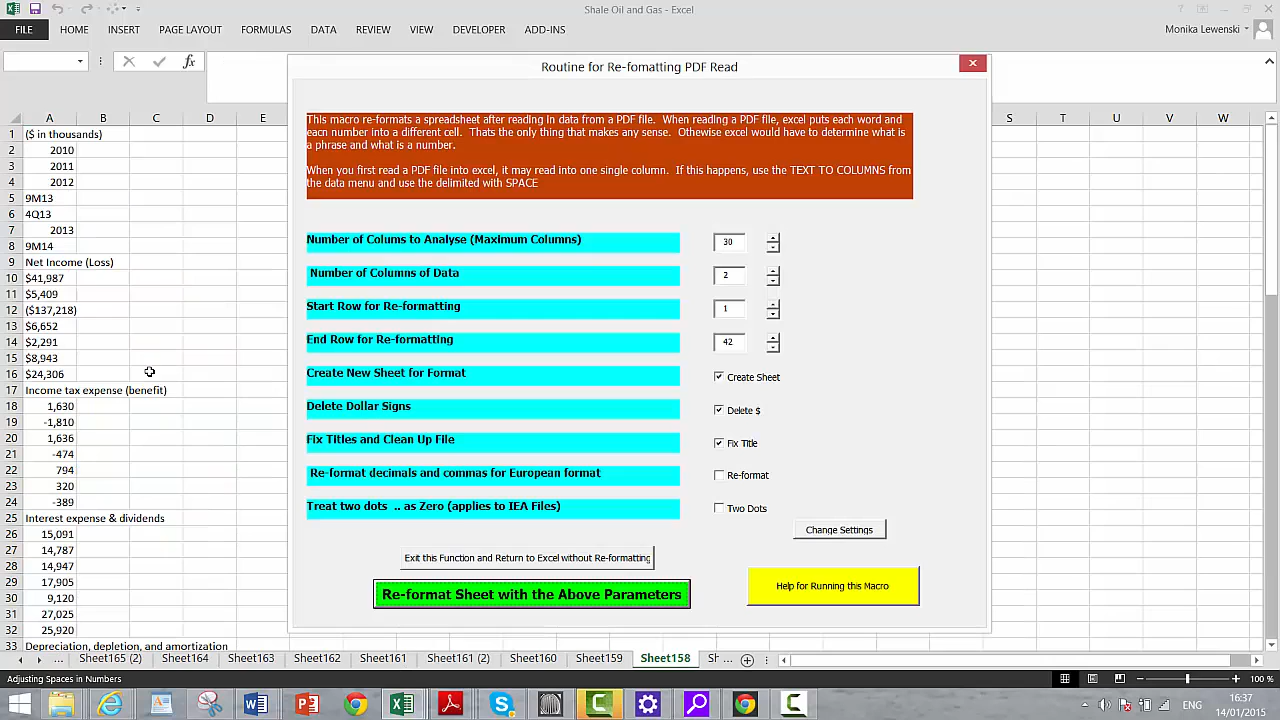 Shale Oil and Gas - Excel
FILE HOME INSERT PAGE LAYOUT FORMULAS DATA REVIEW VIEW DEVELOPER ADD-INS Monika Lewenski
fx
Routine for Re-fomatting PDF Read
This macro re-formats a spreadsheet after reading in data from a PDF file. When reading a PDF file, excel puts each word and
eacn number into a different cell. Thats the only thing that makes any sense. Othewise excel would have to determine what is
a phrase and what is a number.
When you first read a PDF file into excel, it may read into one single column. If this happens, use the TEXT TO COLUMNS from
the data menu and use the delimited with SPACE
Number of Colums to Analyse (Maximum Columns) 30
Number of Columns of Data 2
Start Row for Re-formatting 1
End Row for Re-formatting 42
Create New Sheet for Format Create Sheet
Delete Dollar Signs Delete $
Fix Titles and Clean Up File Fix Title
Re-format decimals and commas for European format Re-format
Treat two dots .. as Zero (applies to IEA Files) Two Dots
Change Settings
Exit this Function and Return to Excel without Re-formatting
Re-format Sheet with the Above Parameters
Help for Running this Macro
A B C D E S T U V W
1 ($ in thousands)
2 2010
3 2011
4 2012
5 9M13
6 4Q13
7 2013
8 9M14
9 Net Income (Loss)
10 $41,987
11 $5,409
12 ($137,218)
13 $6,652
14 $2,291
15 $8,943
16 $24,306
17 Income tax expense (benefit)
18 1,630
19 -1,810
20 1,636
21 -474
22 794
23 320
24 -389
25 Interest expense & dividends
26 15,091
27 14,787
28 14,947
29 17,905
30 9,120
31 27,025
32 25,920
33 Depreciation, depletion, and amortization
... Sheet165 (2) Sheet164 Sheet163 Sheet162 Sheet161 Sheet161 (2) Sheet160 Sheet159 Sheet158 Sh ...
Adjusting Spaces in Numbers 100 %
ENG 16:37
14/01/2015